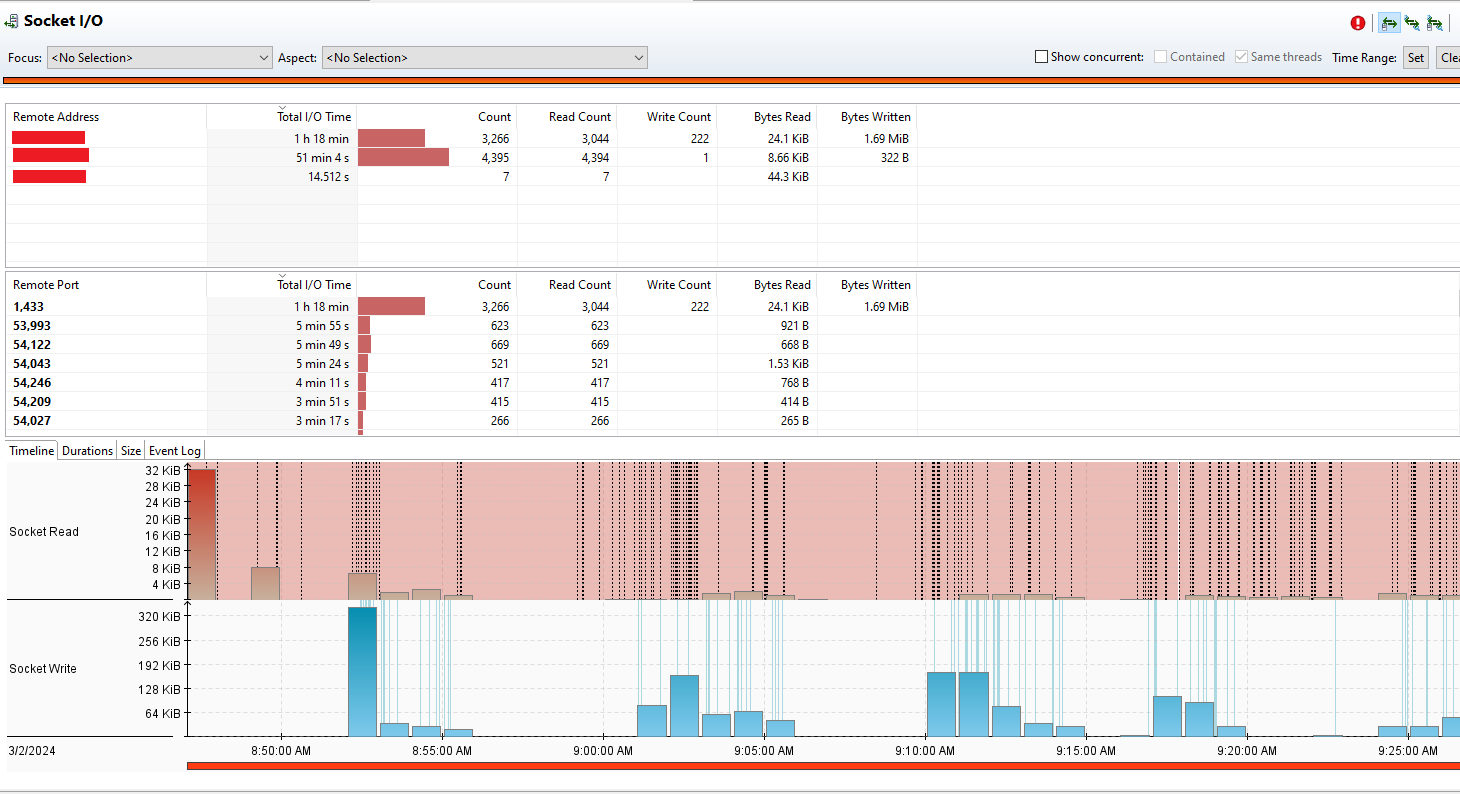 Socket I/O
Focus: <No Selection> Aspect: <No Selection> Show concurrent: Contained Same threads Time Range: Set Clea
Remote Address Total I/O Time Count Read Count Write Count Bytes Read Bytes Written
1 h 18 min 3,266 3,044 222 24.1 KiB 1.69 MiB
51 min 4 s 4,395 4,394 1 8.66 KiB 322 B
14.512 s 7 7 44.3 KiB
Remote Port Total I/O Time Count Read Count Write Count Bytes Read Bytes Written
1,433 1 h 18 min 3,266 3,044 222 24.1 KiB 1.69 MiB
53,993 5 min 55 s 623 623 921 B
54,122 5 min 49 s 669 669 668 B
54,043 5 min 24 s 521 521 1.53 KiB
54,246 4 min 11 s 417 417 768 B
54,209 3 min 51 s 415 415 414 B
54,027 3 min 17 s 266 266 265 B
Timeline Durations Size Event Log
32 KiB
28 KiB
24 KiB
20 KiB
Socket Read 16 KiB
12 KiB
8 KiB
4 KiB
320 KiB
256 KiB
Socket Write 192 KiB
128 KiB
64 KiB
3/2/2024 8:50:00 AM 8:55:00 AM 9:00:00 AM 9:05:00 AM 9:10:00 AM 9:15:00 AM 9:20:00 AM 9:25:00 AM